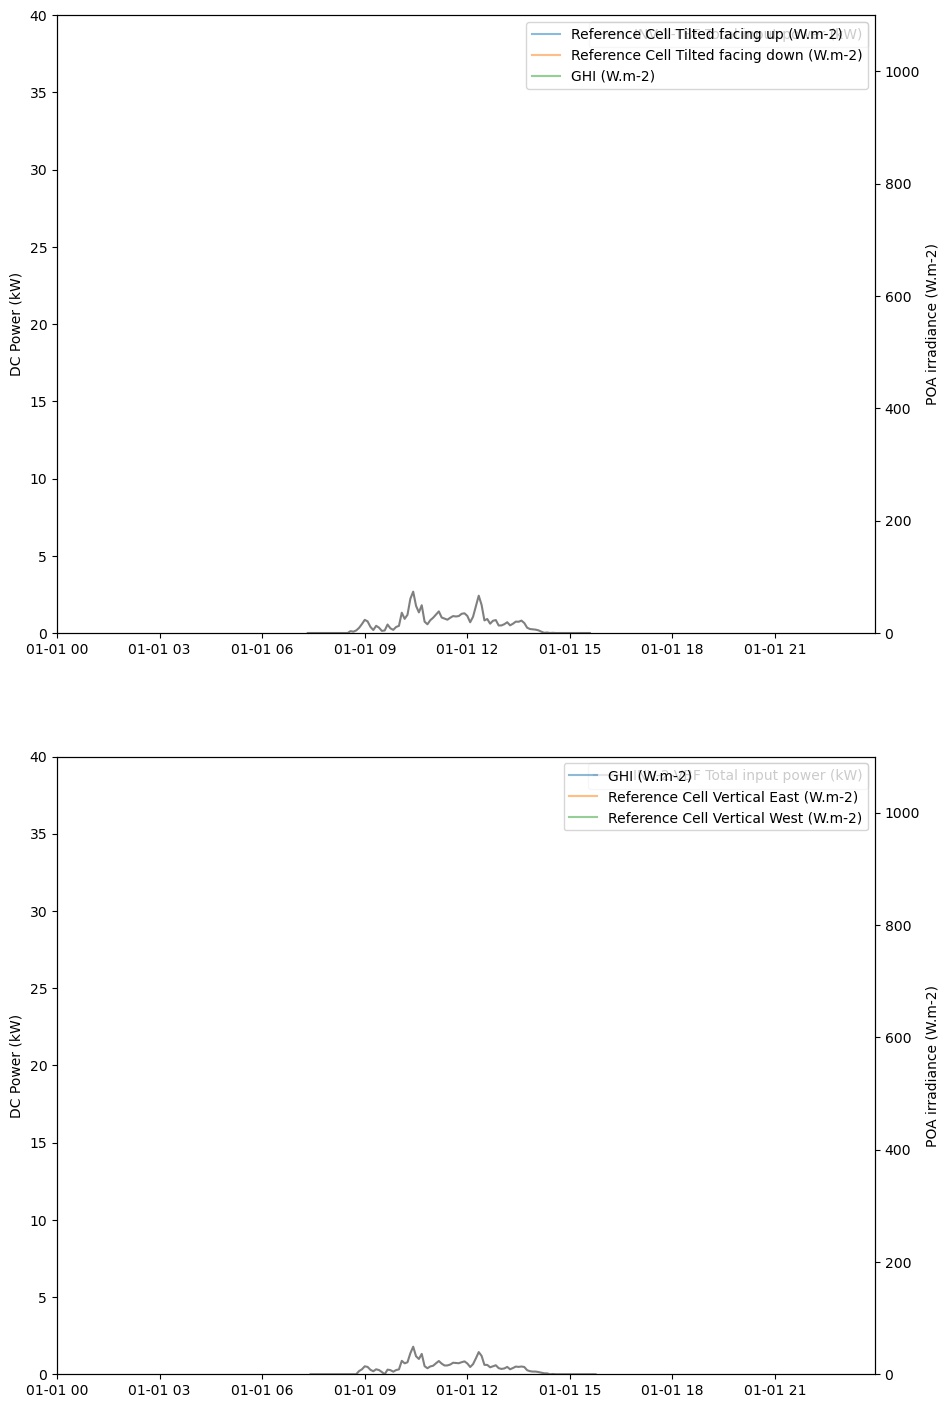 40
35
30
25
20
15
10
5
0
DC Power (kW)
Reference Cell Tilted facing up (W.m-2)
Reference Cell Tilted facing down (W.m-2)
GHI (W.m-2)
1000
800
600
400
200
0
POA irradiance (W.m-2)
01-01 00 01-01 03 01-01 06 01-01 09 01-01 12 01-01 15 01-01 18 01-01 21
40
35
30
25
20
15
10
5
0
DC Power (kW)
GHI (W.m-2) Total input power (kW)
Reference Cell Vertical East (W.m-2)
Reference Cell Vertical West (W.m-2)
1000
800
600
400
200
0
POA irradiance (W.m-2)
01-01 00 01-01 03 01-01 06 01-01 09 01-01 12 01-01 15 01-01 18 01-01 21